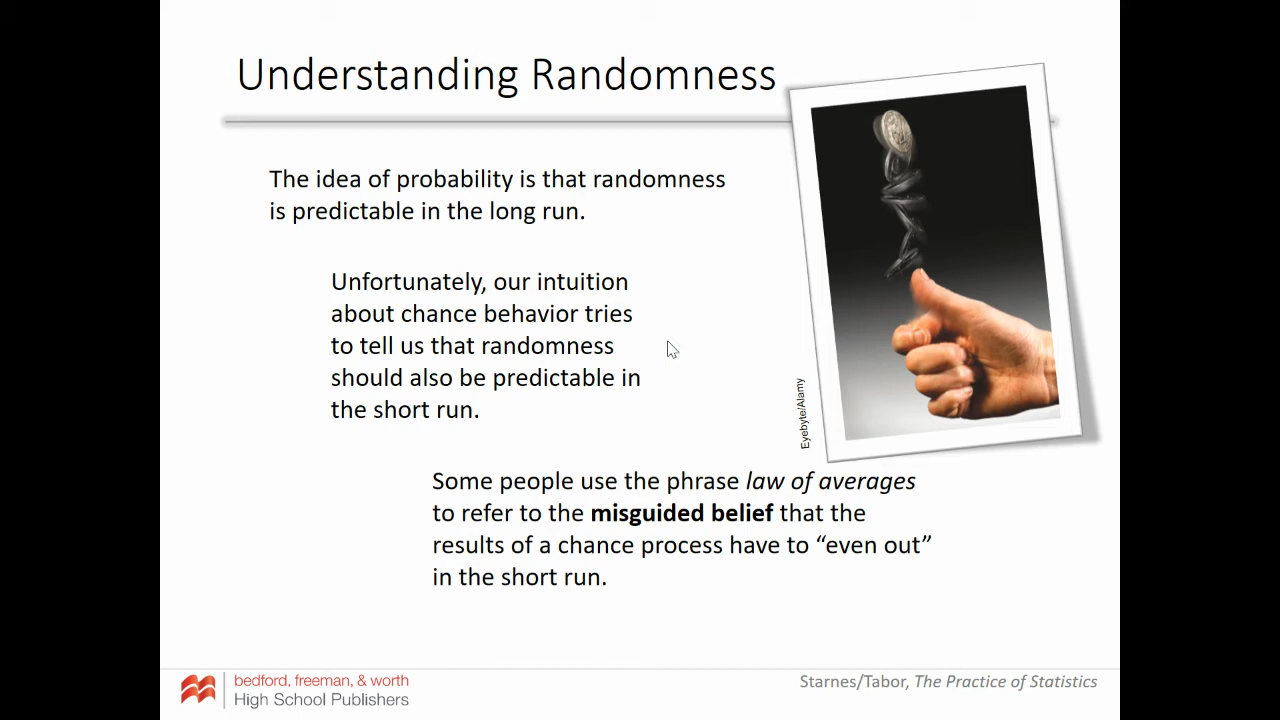 Understanding Randomness
The idea of probability is that randomness
is predictable in the long run.
Unfortunately, our intuition
about chance behavior tries
to tell us that randomness
should also be predictable in
the short run.
Eyebyte/Alamy
Some people use the phrase law of averages
to refer to the misguided belief that the
results of a chance process have to “even out”
in the short run.
bedford, freeman, & worth
High School Publishers
Starnes/Tabor, The Practice of Statistics